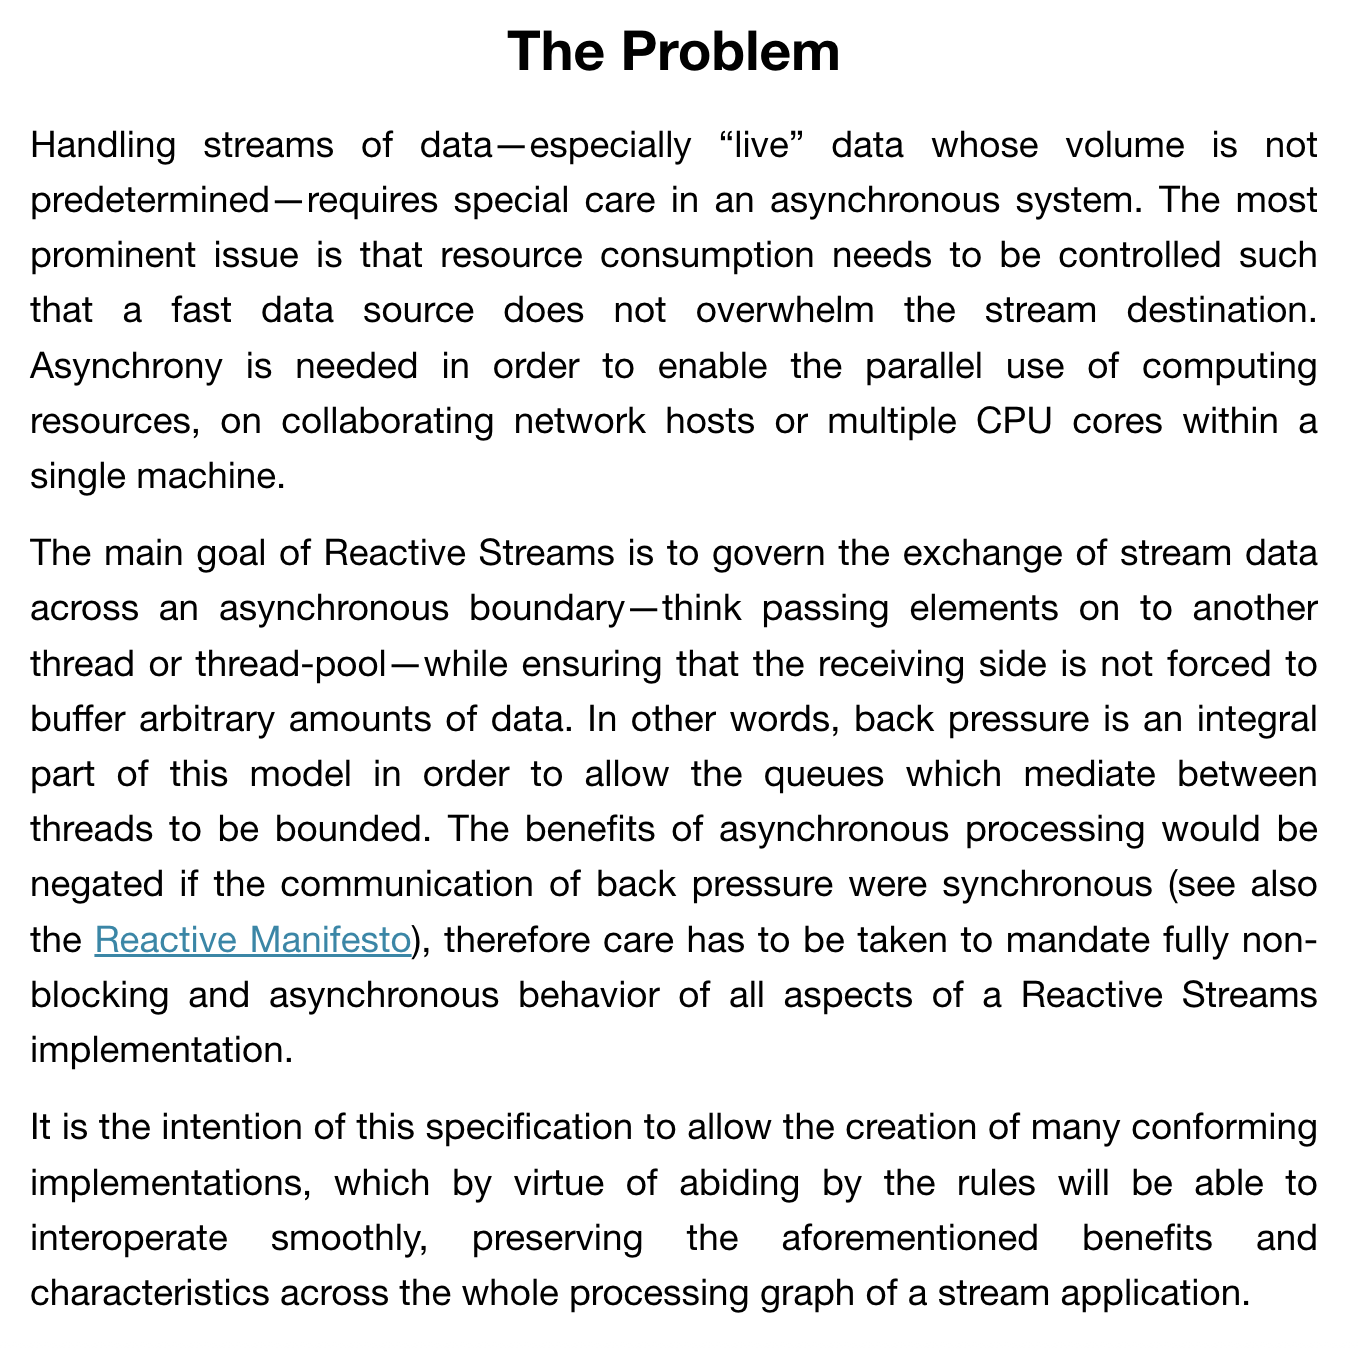 The Problem
Handling streams of data—especially “live” data whose volume is not
predetermined—requires special care in an asynchronous system. The most
prominent issue is that resource consumption needs to be controlled such
that a fast data source does not overwhelm the stream destination.
Asynchrony is needed in order to enable the parallel use of computing
resources, on collaborating network hosts or multiple CPU cores within a
single machine.
The main goal of Reactive Streams is to govern the exchange of stream data
across an asynchronous boundary—think passing elements on to another
thread or thread-pool—while ensuring that the receiving side is not forced to
buffer arbitrary amounts of data. In other words, back pressure is an integral
part of this model in order to allow the queues which mediate between
threads to be bounded. The benefits of asynchronous processing would be
negated if the communication of back pressure were synchronous (see also
the Reactive Manifesto), therefore care has to be taken to mandate fully non-
blocking and asynchronous behavior of all aspects of a Reactive Streams
implementation.
It is the intention of this specification to allow the creation of many conforming
implementations, which by virtue of abiding by the rules will be able to
interoperate smoothly, preserving the aforementioned benefits and
characteristics across the whole processing graph of a stream application.